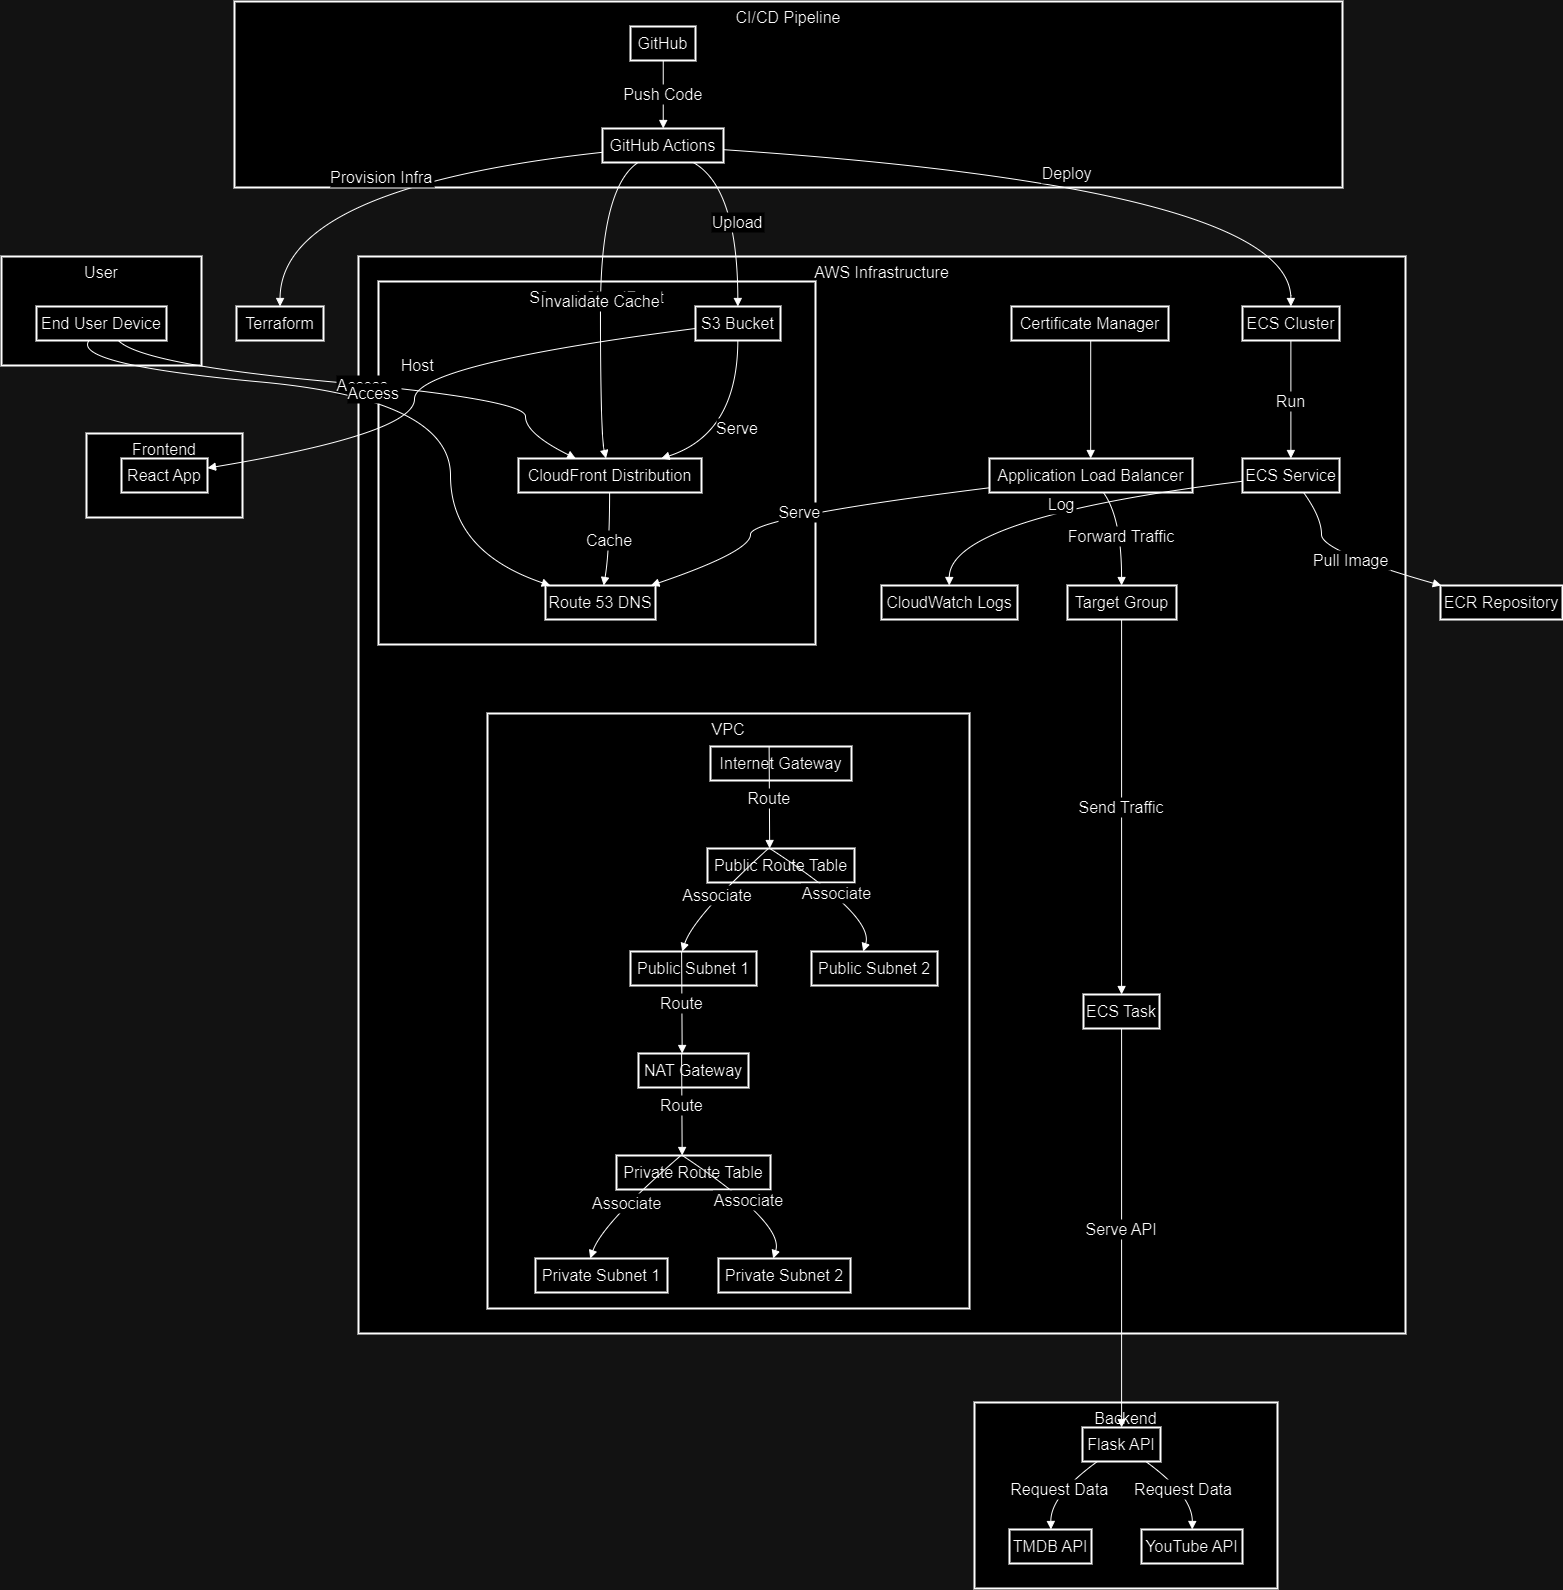 CI/CD Pipeline
GitHub
Push Code
GitHub Actions
Provision Infra
Deploy
Upload
User
AWS Infrastructure
Invalidate Cache
End User Device
Terraform
S3 Bucket
Certificate Manager
ECS Cluster
Host
Access
Access
Run
Serve
Frontend
React App
CloudFront Distribution
Application Load Balancer
ECS Service
Log
Serve
Forward Traffic
Cache
Pull Image
Route 53 DNS
CloudWatch Logs
Target Group
ECR Repository
VPC
Internet Gateway
Route
Send Traffic
Public Route Table
Associate
Associate
Public Subnet 1
Public Subnet 2
Route
ECS Task
NAT Gateway
Route
Private Route Table
Associate
Associate
Serve API
Private Subnet 1
Private Subnet 2
Backend
Flask API
Request Data
Request Data
TMDB API
YouTube API